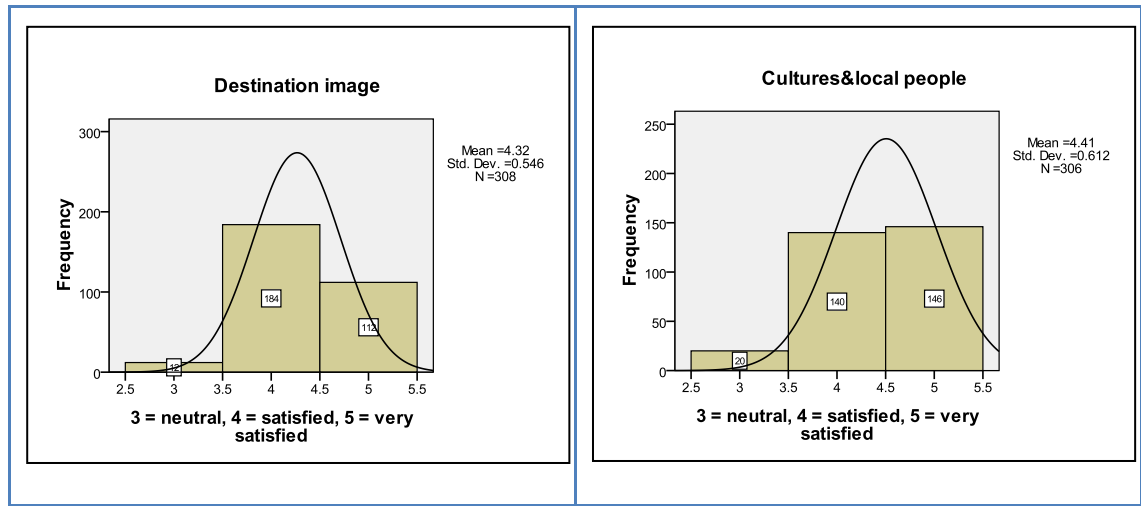 Destination image
Mean =4.32
Std. Dev. =0.546
N =308
Frequency
300
200
100
0
184
112
12
2.5 3 3.5 4 4.5 5 5.5
3 = neutral, 4 = satisfied, 5 = very
satisfied
Cultures&local people
Mean =4.41
Std. Dev. =0.612
N =306
Frequency
250
200
150
100
50
0
20
140
146
2.5 3 3.5 4 4.5 5 5.5
3 = neutral, 4 = satisfied, 5 = very
satisfied